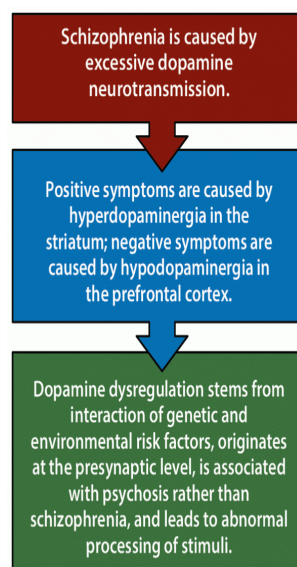 Schizophrenia is caused by
excessive dopamine
neurotransmission.
Positive symptoms are caused by
hyperdopaminergia in the
striatum; negative symptoms are
caused by hypodopaminergia in
the prefrontal cortex.
Dopamine dysregulation stems from
interaction of genetic and
environmental risk factors, originates
at the presynaptic level, is associated
with psychosis rather than
schizophrenia, and leads to abnormal
processing of stimuli.